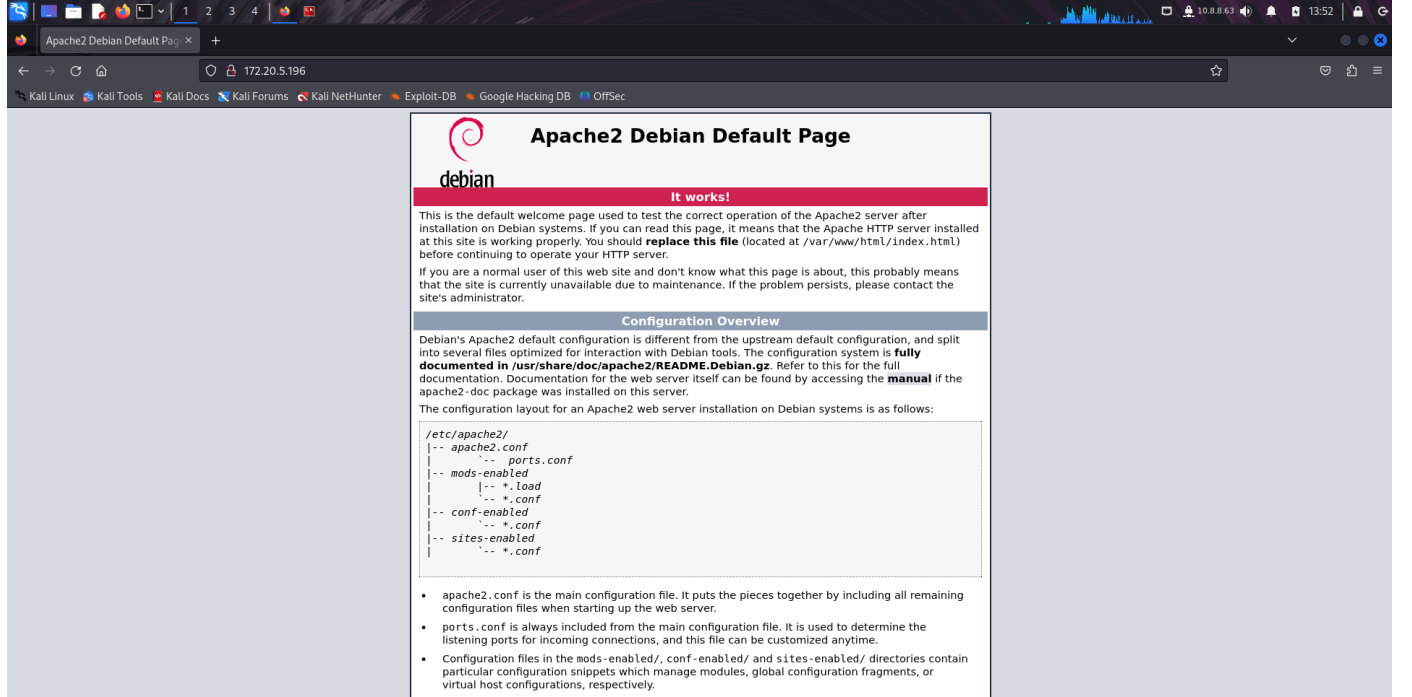 1 2 3 4 10.8.8.63 13:52
Apache2 Debian Default Pag
172.20.5.196
Kali Linux Kali Tools Kali Docs Kali Forums Kali NetHunter Exploit-DB Google Hacking DB OffSec
Apache2 Debian Default Page
debian
It works!
This is the default welcome page used to test the correct operation of the Apache2 server after
installation on Debian systems. If you can read this page, it means that the Apache HTTP server installed
at this site is working properly. You should replace this file (located at /var/www/html/index.html)
before continuing to operate your HTTP server.
If you are a normal user of this web site and don't know what this page is about, this probably means
that the site is currently unavailable due to maintenance. If the problem persists, please contact the
site's administrator.
Configuration Overview
Debian's Apache2 default configuration is different from the upstream default configuration, and split
into several files optimized for interaction with Debian tools. The configuration system is fully
documented in /usr/share/doc/apache2/README.Debian.gz. Refer to this for the full
documentation. Documentation for the web server itself can be found by accessing the manual if the
apache2-doc package was installed on this server.
The configuration layout for an Apache2 web server installation on Debian systems is as follows:
/etc/apache2/
|-- apache2.conf
|       `--  ports.conf
|-- mods-enabled
|       |-- *.load
|       `-- *.conf
|-- conf-enabled
|       `-- *.conf
|-- sites-enabled
|       `-- *.conf
• apache2.conf is the main configuration file. It puts the pieces together by including all remaining
configuration files when starting up the web server.
• ports.conf is always included from the main configuration file. It is used to determine the
listening ports for incoming connections, and this file can be customized anytime.
• Configuration files in the mods-enabled/, conf-enabled/ and sites-enabled/ directories contain
particular configuration snippets which manage modules, global configuration fragments, or
virtual host configurations, respectively.